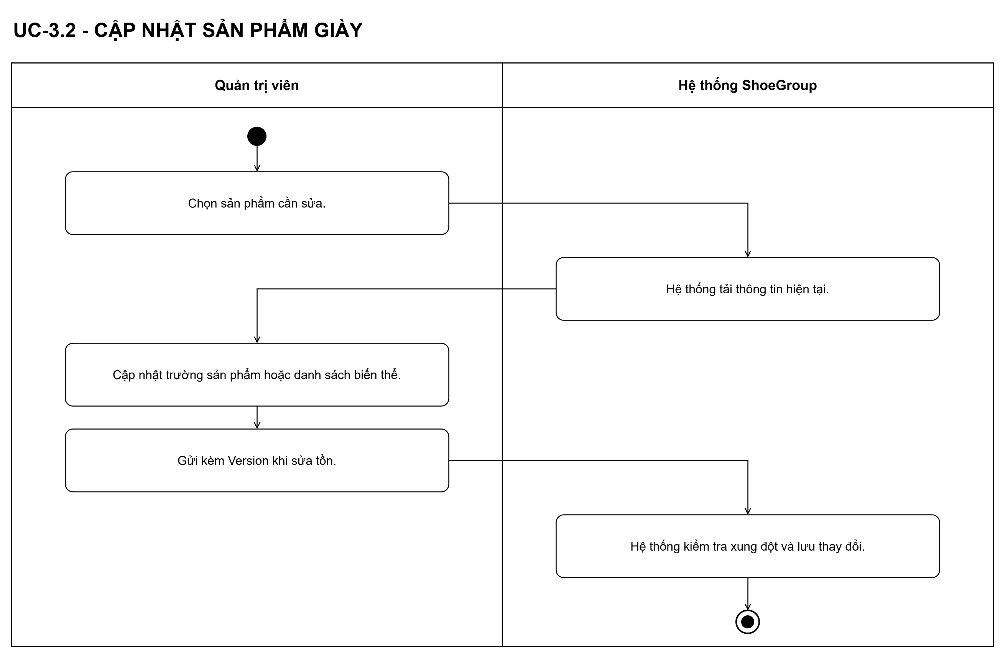 UC-3.2 - CẬP NHẬT SẢN PHẨM GIÀY
Quản trị viên
Hệ thống ShoeGroup
Chọn sản phẩm cần sửa.
Hệ thống tải thông tin hiện tại.
Cập nhật trường sản phẩm hoặc danh sách biến thể.
Gửi kèm Version khi sửa tồn.
Hệ thống kiểm tra xung đột và lưu thay đổi.